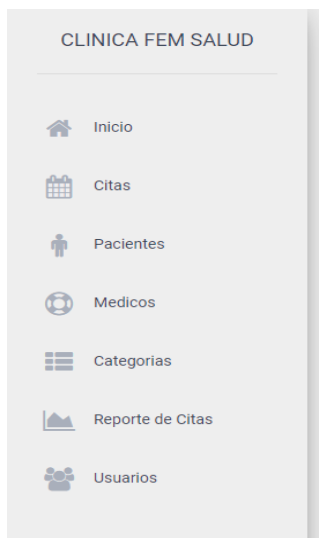 CLINICA FEM SALUD
Inicio
Citas
Pacientes
Medicos
Categorias
Reporte de Citas
Usuarios